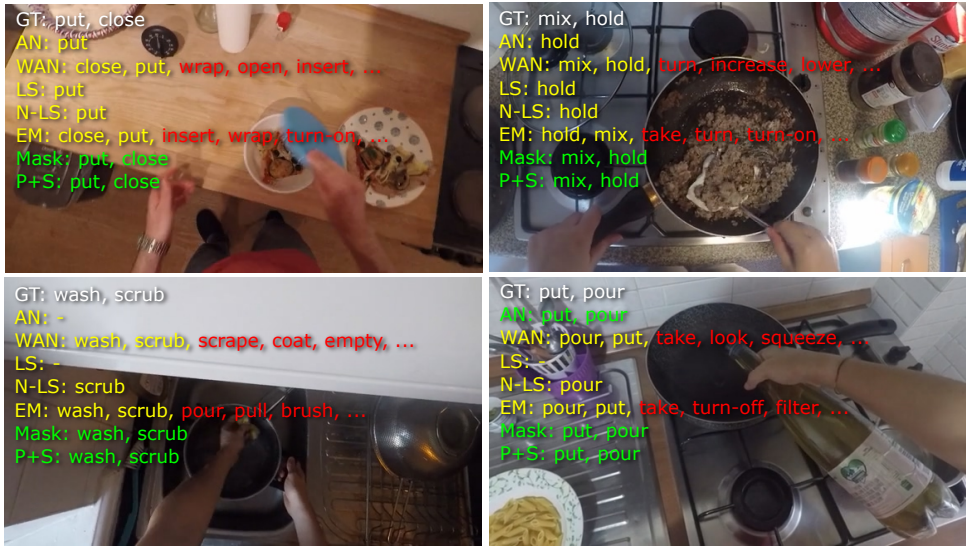 GT: put, close
AN: put
WAN: close, put, wrap, open, insert, ...
LS: put
N-LS: put
EM: close, put, insert, wrap, turn-on, ...
Mask: put, close
P+S: put, close
GT: mix, hold
AN: hold
WAN: mix, hold, turn, increase, lower, ...
LS: hold
N-LS: hold
EM: hold, mix, take, turn, turn-on, ...
Mask: mix, hold
P+S: mix, hold
GT: wash, scrub
AN: -
WAN: wash, scrub, scrape, coat, empty, ...
LS: -
N-LS: scrub
EM: wash, scrub, pour, pull, brush, ...
Mask: wash, scrub
P+S: wash, scrub
GT: put, pour
AN: put, pour
WAN: pour, put, take, look, squeeze, ...
LS: -
N-LS: pour
EM: pour, put, take, turn-off, filter, ...
Mask: put, pour
P+S: put, pour